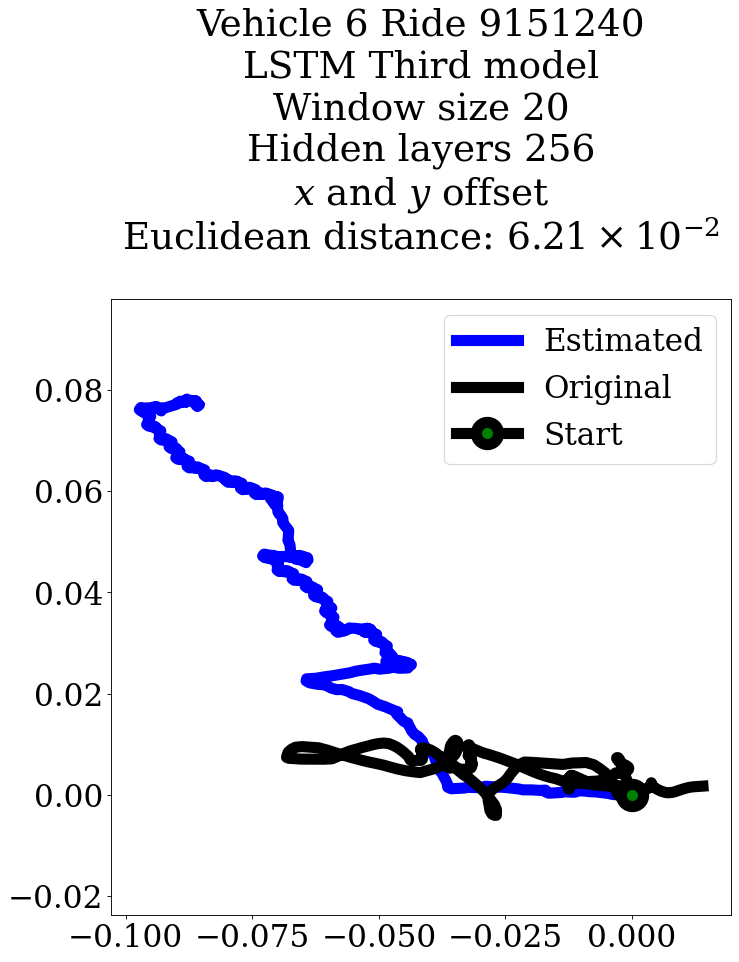 Vehicle 6 Ride 9151240
LSTM Third model
Window size 20
Hidden layers 256
x and y offset
Euclidean distance: 6.21 × 10⁻²
Estimated
Original
Start
0.08
0.06
0.04
0.02
0.00
−0.02
−0.100 −0.075 −0.050 −0.025 0.000